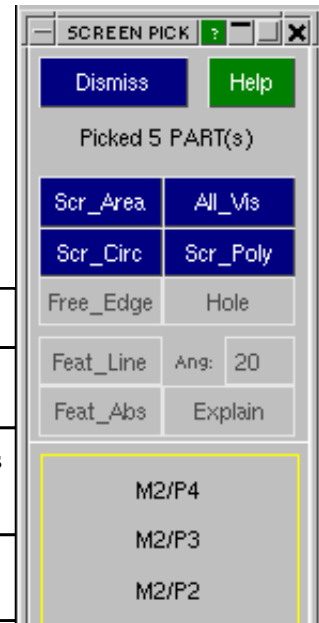 SCREEN PICK ?
Dismiss Help
Picked 5 PART(s)
Scr_Area All_Vis
Scr_Circ Scr_Poly
Free_Edge Hole
Feat_Line Ang: 20
Feat_Abs Explain
s
M2/P4
M2/P3
M2/P2